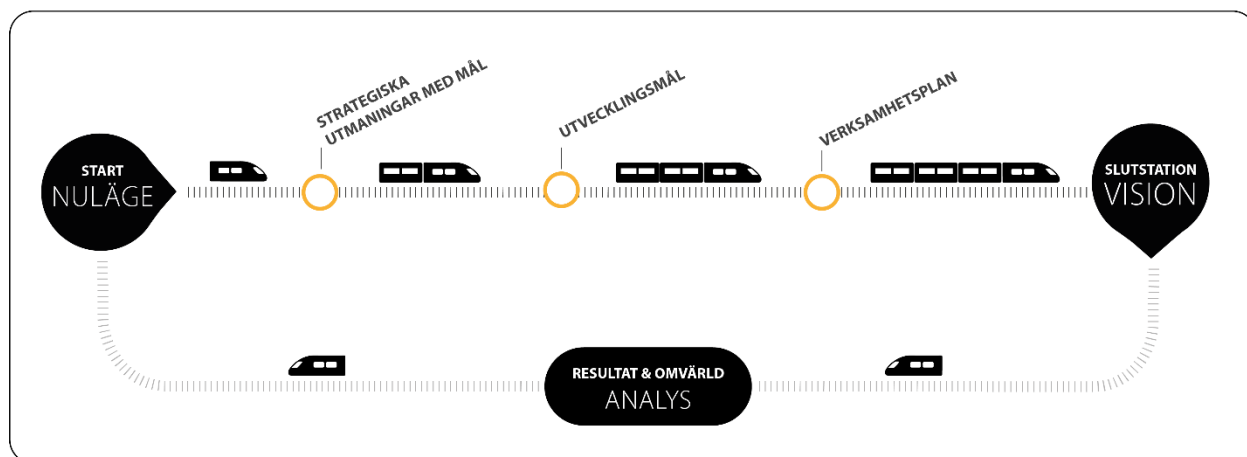 STRATEGISKA
UTMANINGAR MED MÅL
UTVECKLINGSMÅL
VERKSAMHETSPLAN
START
NULÄGE
SLUTSTATION
VISION
RESULTAT & OMVÄRLD
ANALYS